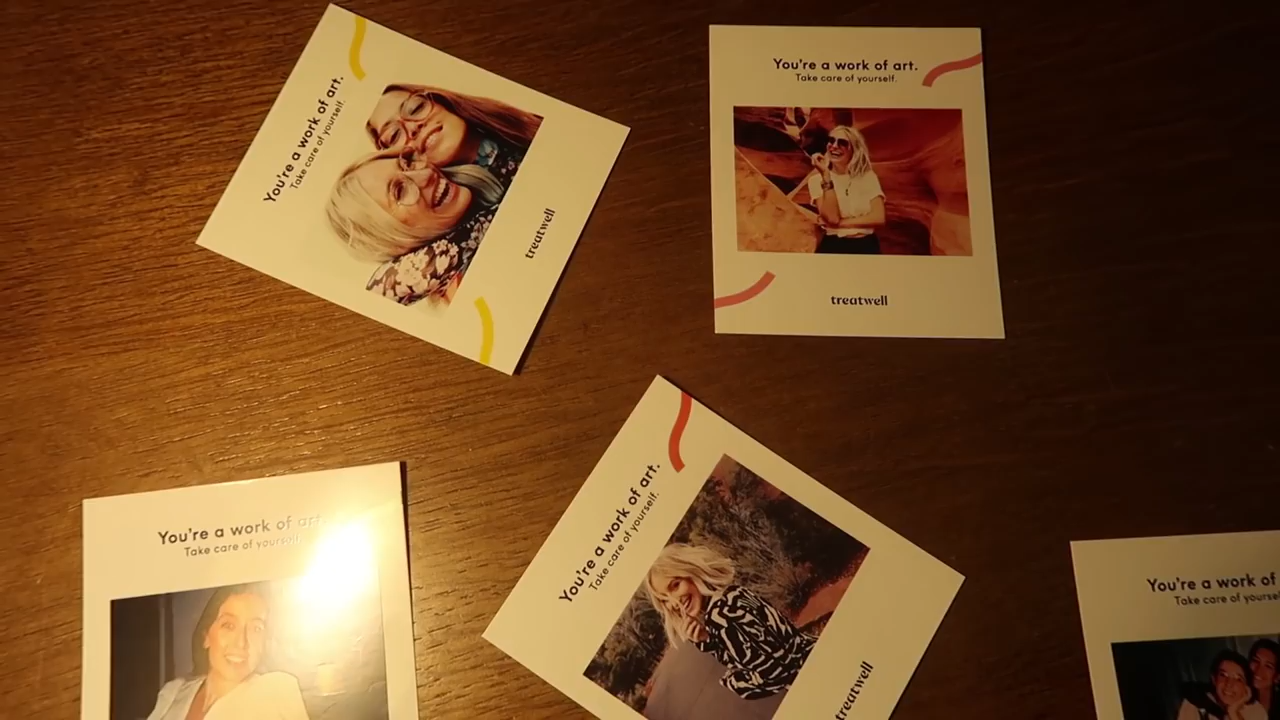 You're a work of art.
Take care of yourself.
treatwell
You're a work of art.
Take care of yourself.
treatwell
You're a work of art.
Take care of yourself.
You're a work of art.
Take care of yourself.
treatwell
You're a work of
Take care of yoursel